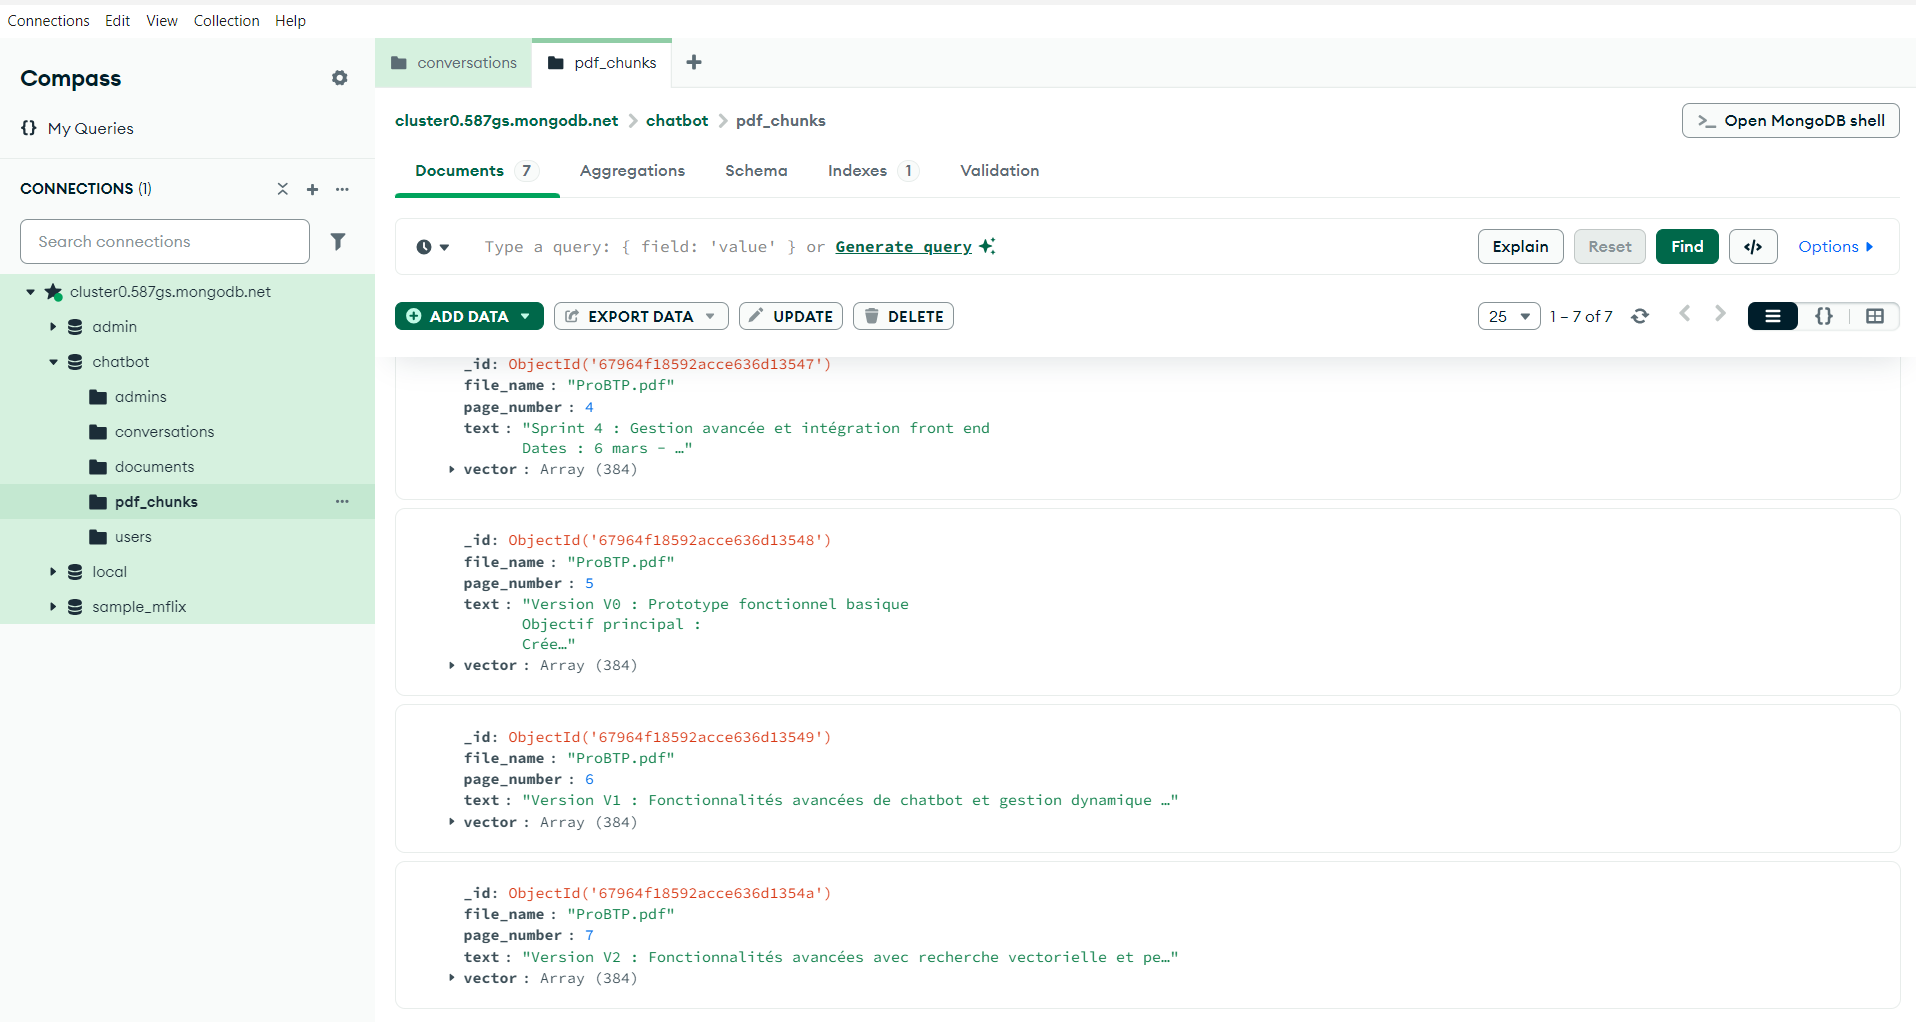 Connections Edit View Collection Help
Compass
My Queries
CONNECTIONS (1)
Search connections
cluster0.587gs.mongodb.net
admin
chatbot
admins
conversations
documents
pdf_chunks
users
local
sample_mflix
conversations pdf_chunks
cluster0.587gs.mongodb.net > chatbot > pdf_chunks
>_ Open MongoDB shell
Documents 7 Aggregations Schema Indexes 1 Validation
Type a query: { field: 'value' } or Generate query
Explain Reset Find </> Options
ADD DATA EXPORT DATA UPDATE DELETE
25 1 – 7 of 7 {}
_id: ObjectId('67964f18592acce636d13547')
file_name : "ProBTP.pdf"
page_number : 4
text : "Sprint 4 : Gestion avancée et intégration front end
Dates : 6 mars – …"
vector : Array (384)
_id: ObjectId('67964f18592acce636d13548')
file_name : "ProBTP.pdf"
page_number : 5
text : "Version V0 : Prototype fonctionnel basique
Objectif principal :
Crée…"
vector : Array (384)
_id: ObjectId('67964f18592acce636d13549')
file_name : "ProBTP.pdf"
page_number : 6
text : "Version V1 : Fonctionnalités avancées de chatbot et gestion dynamique …"
vector : Array (384)
_id: ObjectId('67964f18592acce636d1354a')
file_name : "ProBTP.pdf"
page_number : 7
text : "Version V2 : Fonctionnalités avancées avec recherche vectorielle et pe…"
vector : Array (384)